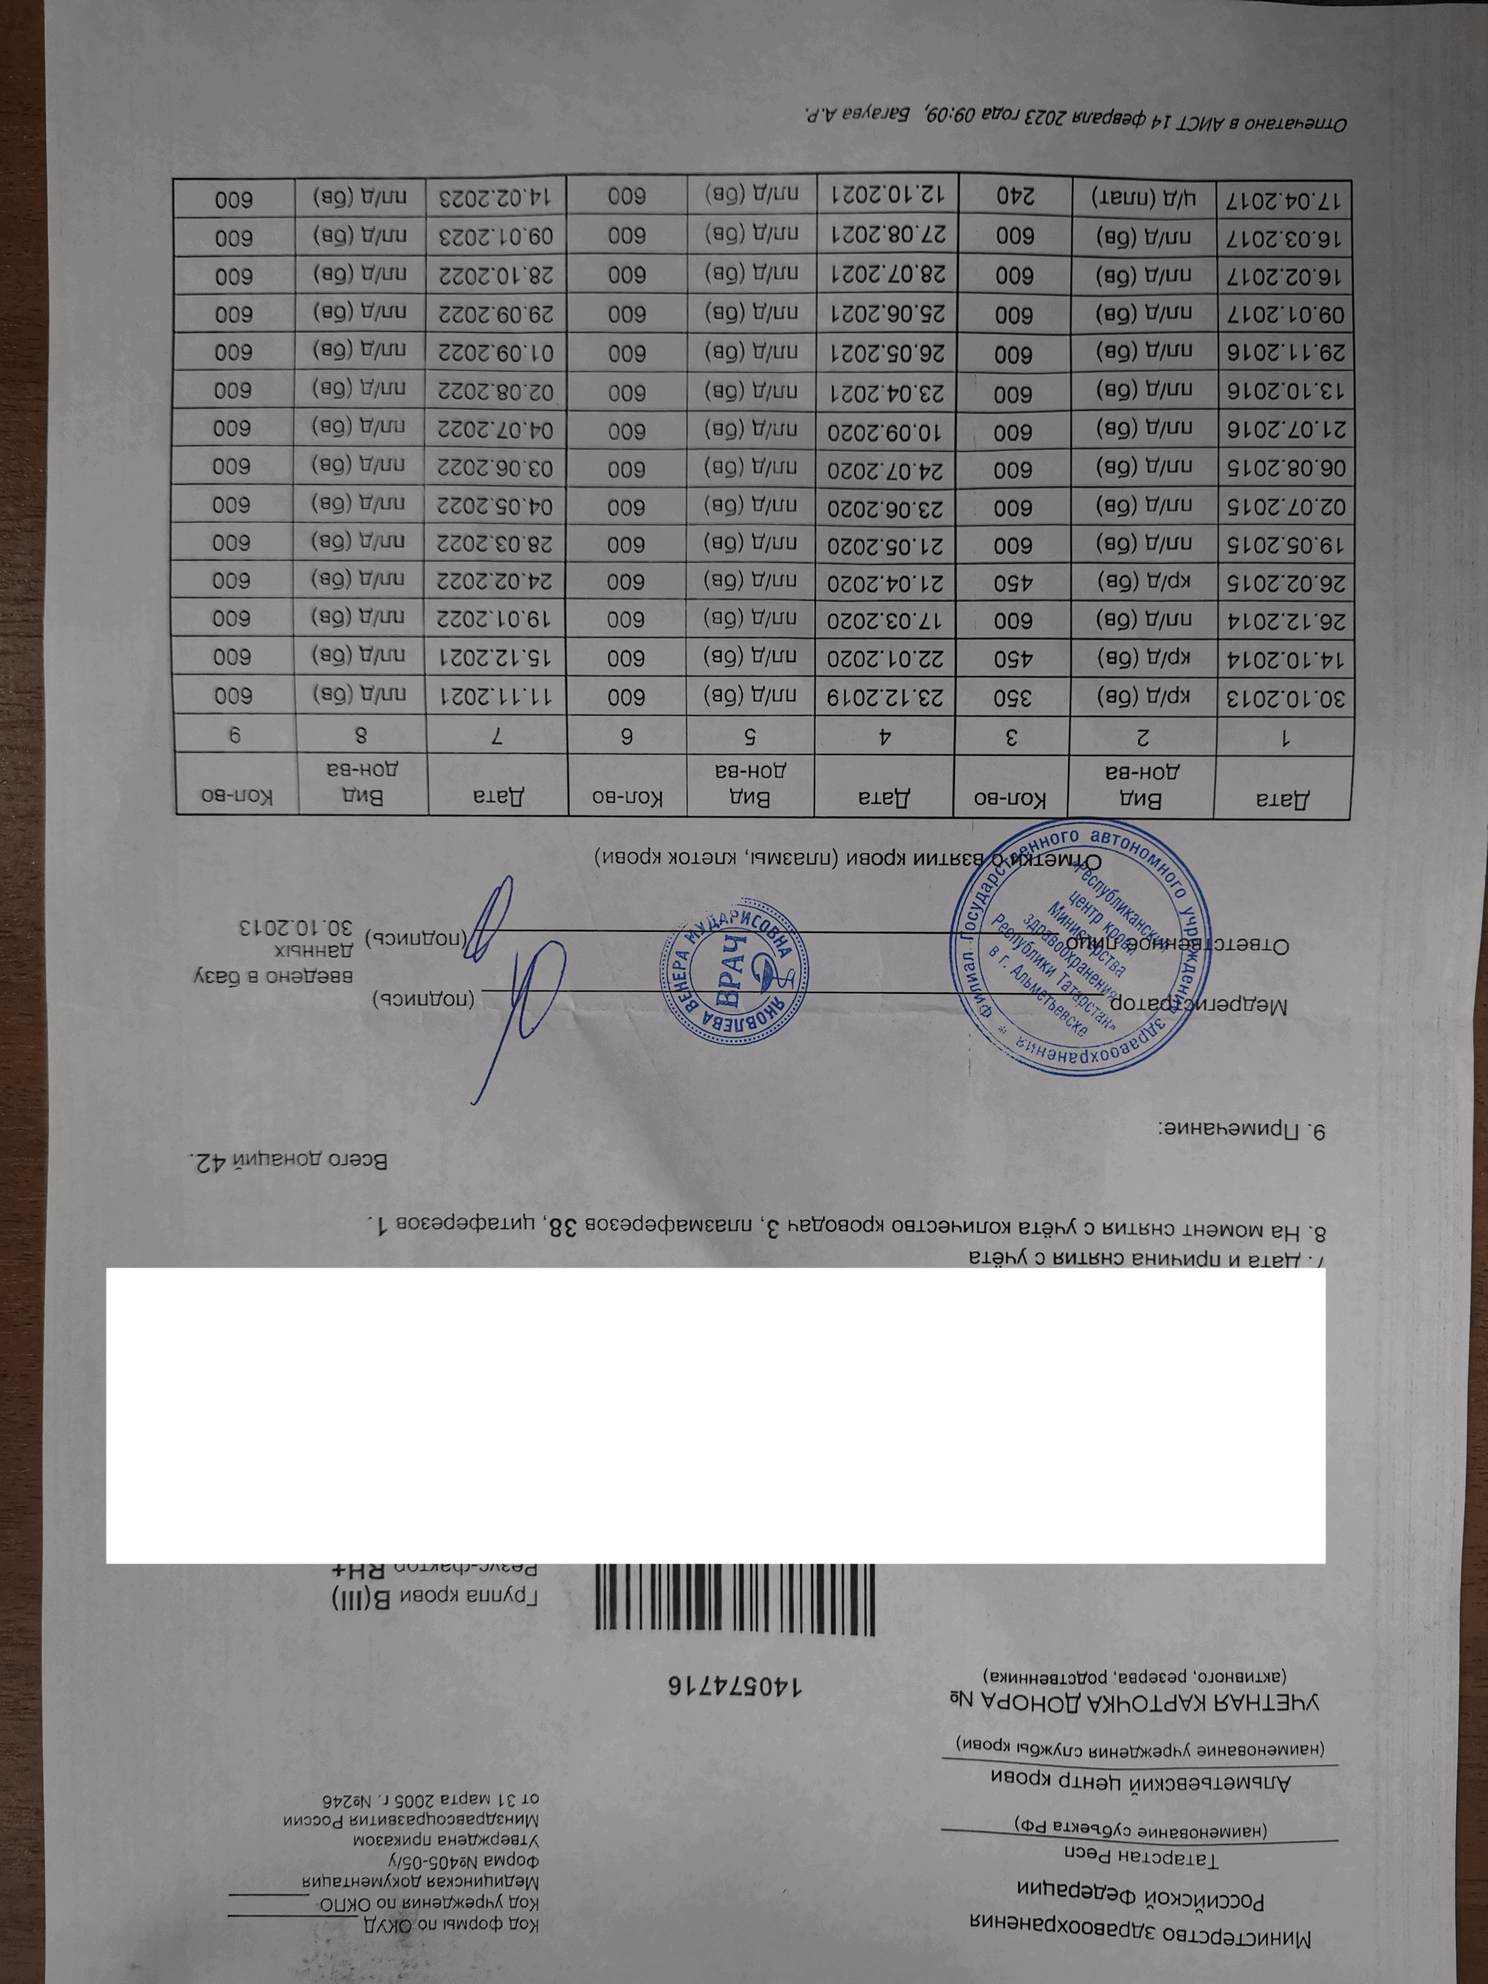 Министерство здравоохранения
Российской Федерации
Татарстан Респ
(наименование субъекта РФ)
Альметьевский центр крови
(наименование учреждения службы крови)
УЧЕТНАЯ КАРТОЧКА ДОНОРА №
(активного, резерва, родственника)
Код формы по ОКУД
Код учреждения по ОКПО
Медицинская документация
Форма №405-05/у
Утверждена приказом
Минздравсоцразвития России
от 31 марта 2005 г. №246
140574716
Группа крови B(III)
Резус-фактор RH+
7. Дата и причина снятия с учёта
8. На момент снятия с учёта количество кроводач 3, плазмаферезов 38, цитаферезов 1.
Всего донаций 42.
9. Примечание:
Медрегистратор (подпись)
Ответственное лицо (подпись)
введено в базу
данных
30.10.2013
Филиал Государственного автономного учреждения здравоохранения
«Республиканский
центр крови
Министерства
здравоохранения
Республики Татарстан»
в г. Альметьевске
ЯКОВЛЕВА ВЕНЕРА МУДАРИСОВНА
ВРАЧ
Отметки о взятии крови (плазмы, клеток крови)
Дата Вид дон-ва Кол-во Дата Вид дон-ва Кол-во Дата Вид дон-ва Кол-во
1 2 3 4 5 6 7 8 9
30.10.2013 кр/д (бв) 350 23.12.2019 пл/д (бв) 600 11.11.2021 пл/д (бв) 600
14.10.2014 кр/д (бв) 450 22.01.2020 пл/д (бв) 600 15.12.2021 пл/д (бв) 600
26.12.2014 пл/д (бв) 600 17.03.2020 пл/д (бв) 600 19.01.2022 пл/д (бв) 600
26.02.2015 кр/д (бв) 450 21.04.2020 пл/д (бв) 600 24.02.2022 пл/д (бв) 600
19.05.2015 пл/д (бв) 600 21.05.2020 пл/д (бв) 600 28.03.2022 пл/д (бв) 600
02.07.2015 пл/д (бв) 600 23.06.2020 пл/д (бв) 600 04.05.2022 пл/д (бв) 600
06.08.2015 пл/д (бв) 600 24.07.2020 пл/д (бв) 600 03.06.2022 пл/д (бв) 600
21.07.2016 пл/д (бв) 600 10.09.2020 пл/д (бв) 600 04.07.2022 пл/д (бв) 600
13.10.2016 пл/д (бв) 600 23.04.2021 пл/д (бв) 600 02.08.2022 пл/д (бв) 600
29.11.2016 пл/д (бв) 600 26.05.2021 пл/д (бв) 600 01.09.2022 пл/д (бв) 600
09.01.2017 пл/д (бв) 600 25.06.2021 пл/д (бв) 600 29.09.2022 пл/д (бв) 600
16.02.2017 пл/д (бв) 600 28.07.2021 пл/д (бв) 600 28.10.2022 пл/д (бв) 600
16.03.2017 пл/д (бв) 600 27.08.2021 пл/д (бв) 600 09.01.2023 пл/д (бв) 600
17.04.2017 ц/д (плат) 240 12.10.2021 пл/д (бв) 600 14.02.2023 пл/д (бв) 600
Отпечатано в АИСТ 14 февраля 2023 года 09:09, Багаува А.Р.